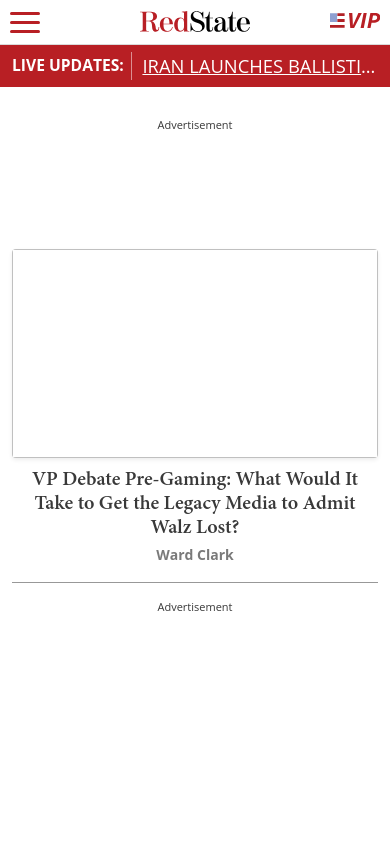 RedState
VIP
LIVE UPDATES: IRAN LAUNCHES BALLISTI...
Advertisement
VP Debate Pre-Gaming: What Would It
Take to Get the Legacy Media to Admit
Walz Lost?
Ward Clark
Advertisement